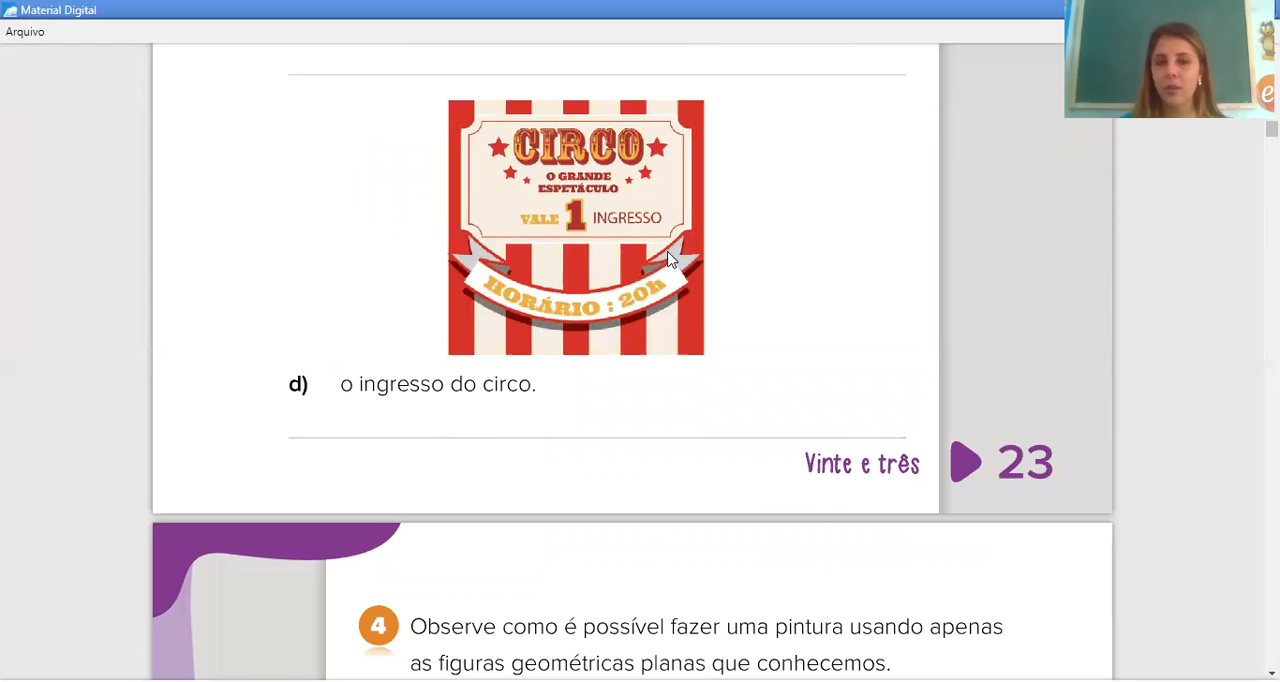 Material Digital
Arquivo
CIRCO
O GRANDE
ESPETÁCULO
VALE 1 INGRESSO
HORÁRIO : 20h
d) o ingresso do circo.
Vinte e três 23
4 Observe como é possível fazer uma pintura usando apenas
as figuras geométricas planas que conhecemos.